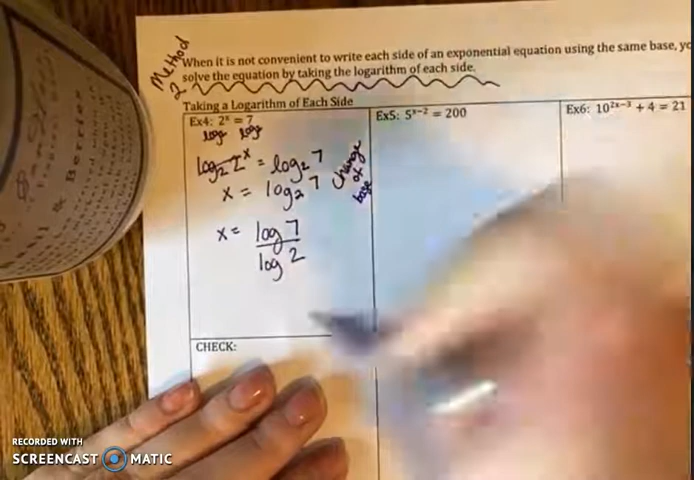 Method
2
When it is not convenient to write each side of an exponential equation using the same base,
solve the equation by taking the logarithm of each side.
Taking a Logarithm of Each Side
Ex4: 2ˣ = 7
log₂ 2ˣ = log₂ 7
x = log₂ 7
change
of
base
x = log 7
log 2
CHECK:
Ex5: 5ˣ⁻² = 200
Ex6: 10²ˣ⁻³ + 4 = 21
& Berries
RECORDED WITH
SCREENCAST MATIC